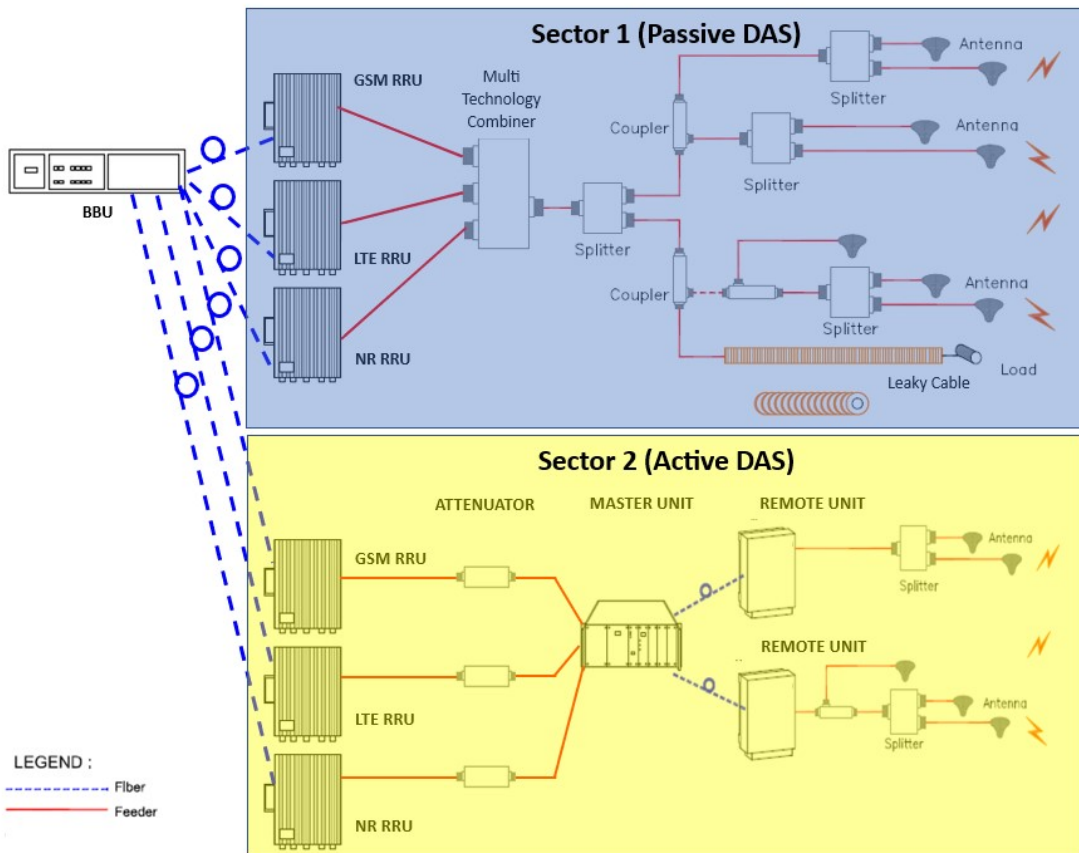 Sector 1 (Passive DAS)
GSM RRU
Multi
Technology
Combiner
Antenna
Splitter
Coupler
Antenna
Splitter
BBU
LTE RRU
Splitter
Coupler
Antenna
Splitter
NR RRU
Leaky Cable
Load
Sector 2 (Active DAS)
ATTENUATOR
MASTER UNIT
REMOTE UNIT
GSM RRU
Antenna
Splitter
REMOTE UNIT
LTE RRU
Antenna
Splitter
LEGEND :
Fiber
Feeder
NR RRU